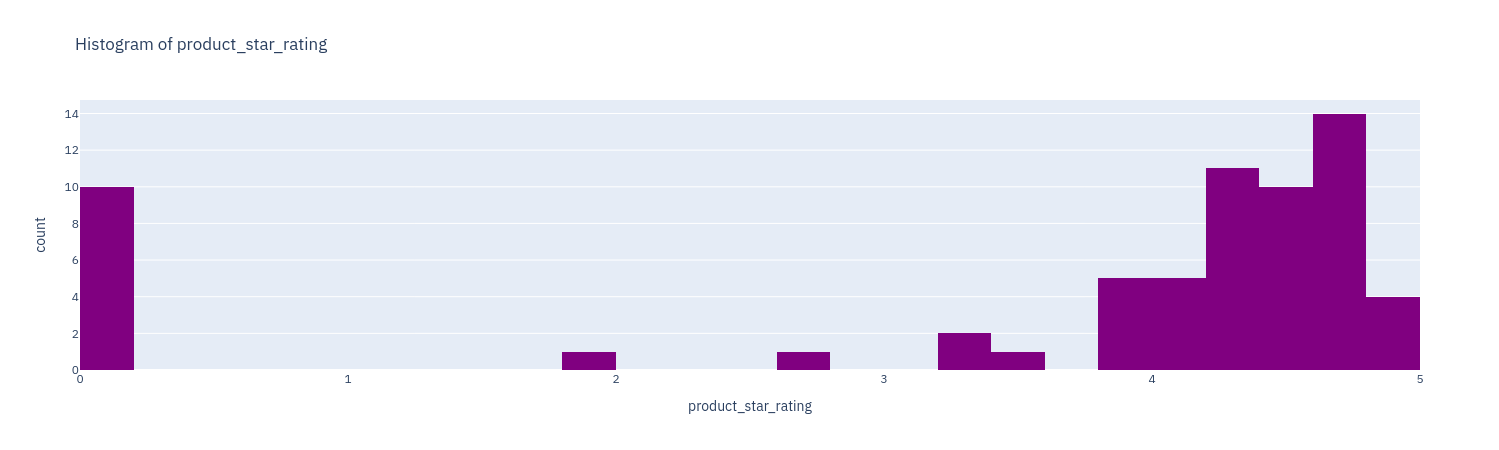 Histogram of product_star_rating
14
12
10
8
6
4
2
0
count
0 1 2 3 4 5
product_star_rating